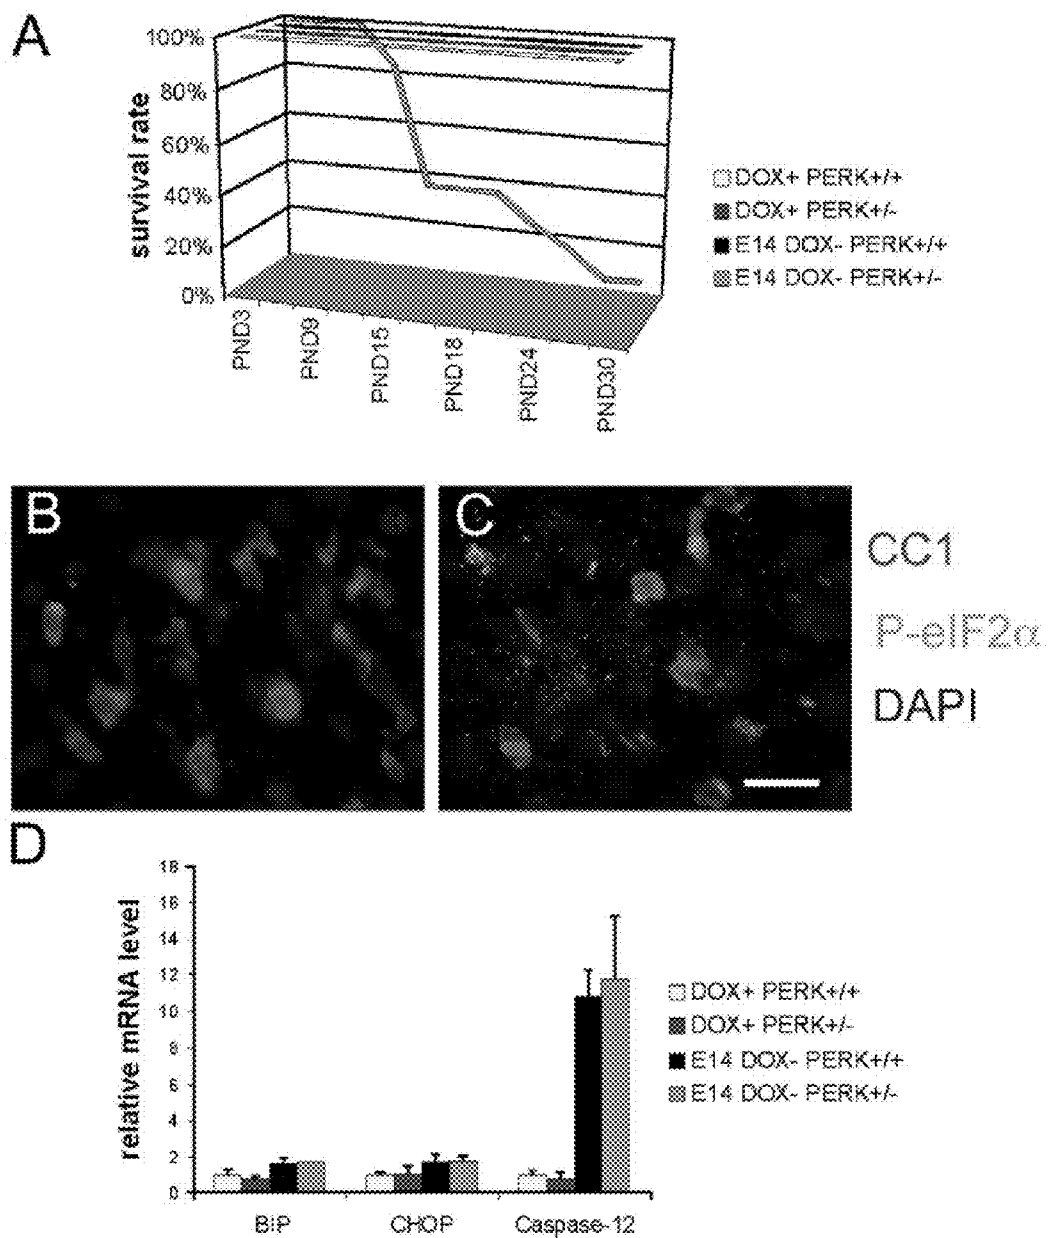 A
100%
80%
60%
40%
20%
0%
survival rate
PND3
PND9
PND15
PND18
PND24
PND30
DOX+ PERK+/+
DOX+ PERK+/-
E14 DOX- PERK+/+
E14 DOX- PERK+/-
B
C
CC1
P-eIF2α
DAPI
D
18
16
14
12
10
8
6
4
2
0
relative mRNA level
BiP
CHOP
Caspase-12
DOX+ PERK+/+
DOX+ PERK+/-
E14 DOX- PERK+/+
E14 DOX- PERK+/-